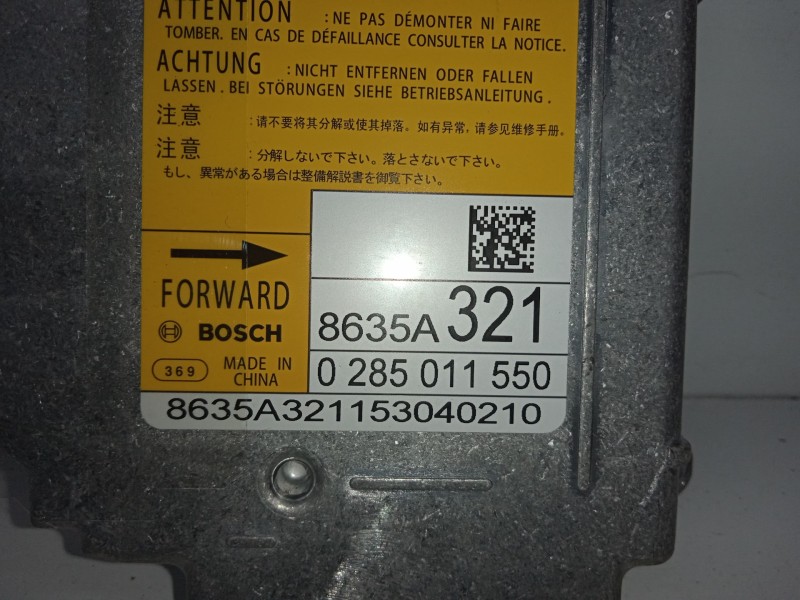 ATTENTION : NE PAS DÉMONTER NI FAIRE
TOMBER. EN CAS DE DÉFAILLANCE CONSULTER LA NOTICE.
ACHTUNG : NICHT ENTFERNEN ODER FALLEN
LASSEN. BEI STÖRUNGEN SIEHE BETRIEBSANLEITUNG.
注意 : 请不要将其分解或使其掉落。如有异常, 请参见维修手册。
注意 : 分解しないで下さい。落とさないで下さい。
もし、異常がある場合は整備解説書を御覧下さい。
FORWARD
BOSCH
8635A 321
369 MADE IN
CHINA
0 285 011 550
8635A321153040210